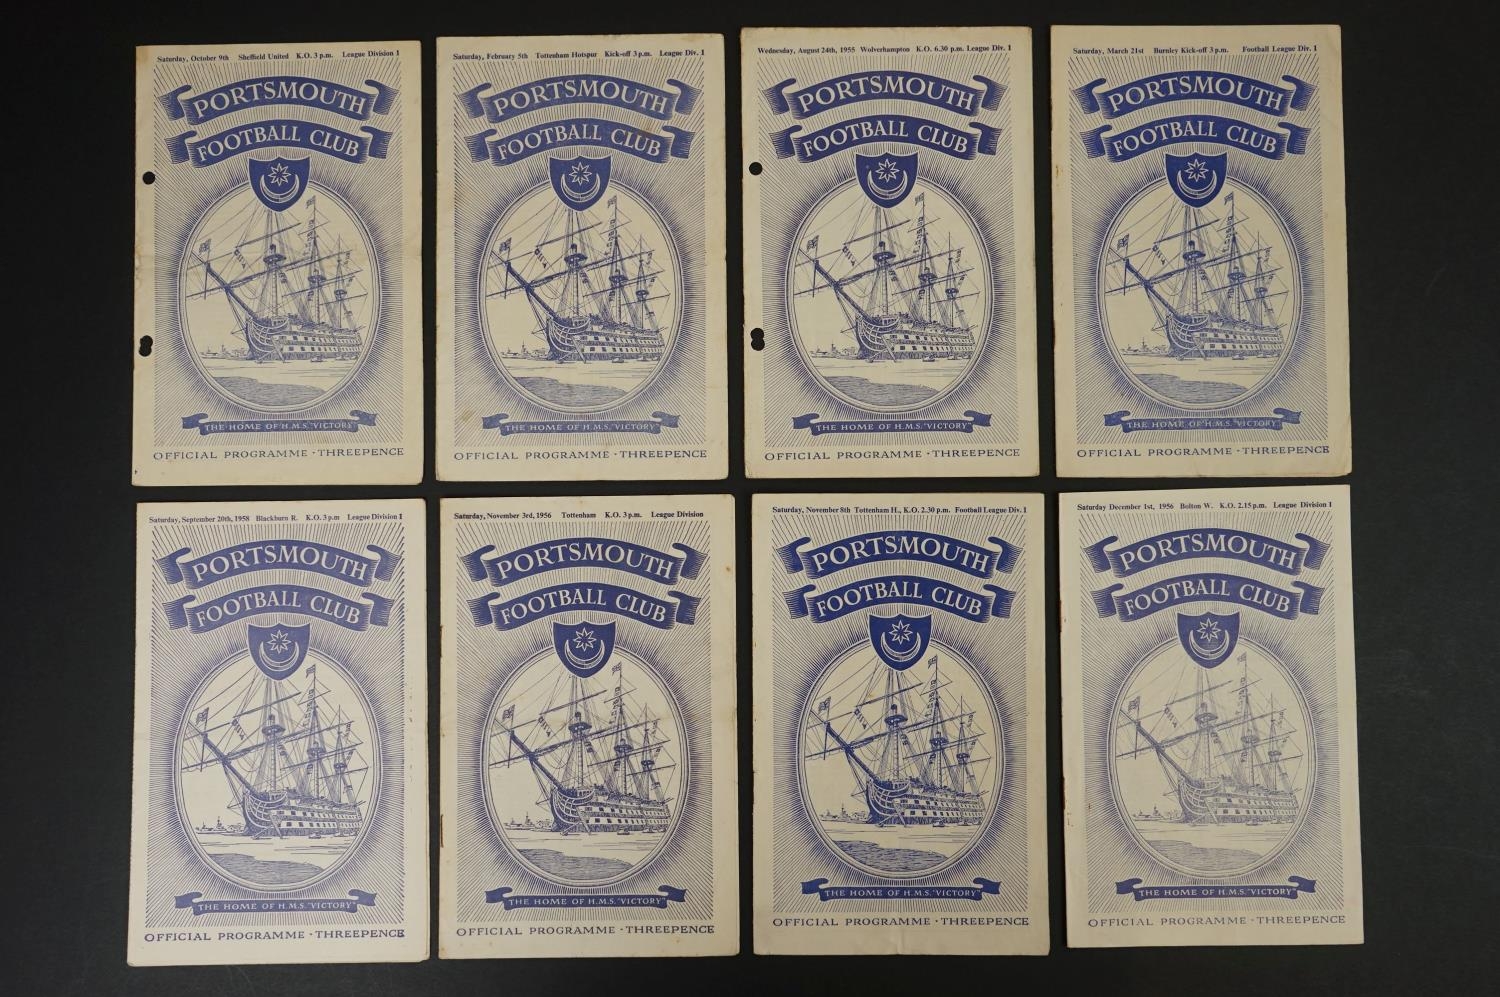 Saturday, October 9th Sheffield United K.O. 3 p.m. League Division 1
PORTSMOUTH
FOOTBALL CLUB
THE HOME OF H.M.S. "VICTORY"
OFFICIAL PROGRAMME · THREEPENCE
Saturday, February 5th Tottenham Hotspur Kick-off 3 p.m. League Div. 1
PORTSMOUTH
FOOTBALL CLUB
THE HOME OF H.M.S. "VICTORY"
OFFICIAL PROGRAMME · THREEPENCE
Wednesday, August 24th, 1955 Wolverhampton K.O. 6.30 p.m. League Div. 1
PORTSMOUTH
FOOTBALL CLUB
THE HOME OF H.M.S. "VICTORY"
OFFICIAL PROGRAMME · THREEPENCE
Saturday, March 21st Burnley Kick-off 3 p.m. Football League Div. 1
PORTSMOUTH
FOOTBALL CLUB
THE HOME OF H.M.S. "VICTORY"
OFFICIAL PROGRAMME · THREEPENCE
Saturday, September 20th, 1958 Blackburn R. K.O. 3 p.m League Division 1
PORTSMOUTH
FOOTBALL CLUB
THE HOME OF H.M.S. "VICTORY"
OFFICIAL PROGRAMME · THREEPENCE
Saturday, November 3rd, 1956 Tottenham K.O. 3 p.m. League Division
PORTSMOUTH
FOOTBALL CLUB
THE HOME OF H.M.S. "VICTORY"
OFFICIAL PROGRAMME · THREEPENCE
Saturday, November 8th Tottenham H., K.O. 2.30 p.m. Football League Div. 1
PORTSMOUTH
FOOTBALL CLUB
THE HOME OF H.M.S. "VICTORY"
OFFICIAL PROGRAMME · THREEPENCE
Saturday December 1st, 1956 Bolton W. K.O. 2.15 p.m. League Division 1
PORTSMOUTH
FOOTBALL CLUB
THE HOME OF H.M.S. "VICTORY"
OFFICIAL PROGRAMME · THREEPENCE